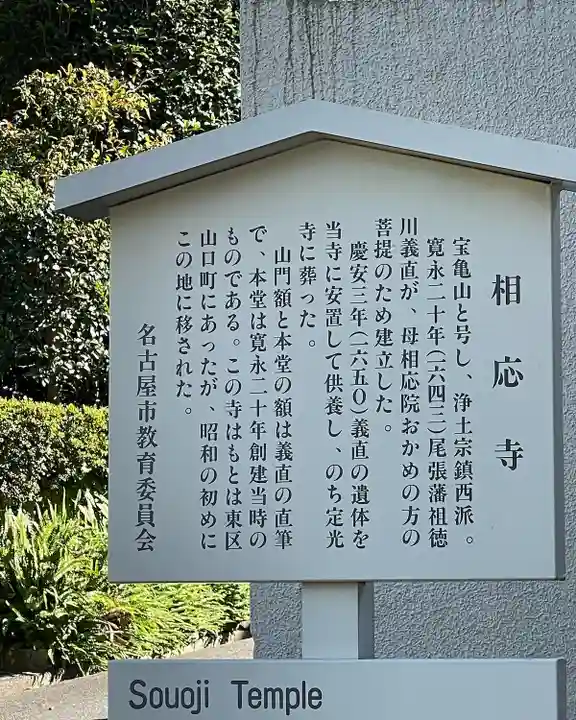 相応寺
宝亀山と号し、浄土宗鎮西派。
寛永二十年(一六四三)尾張藩祖徳
川義直が、母相応院おかめの方の
菩提のため建立した。
慶安三年(一六五〇)義直の遺体を
当寺に安置して供養し、のち定光
寺に葬った。
山門額と本堂の額は義直の直筆
で、本堂は寛永二十年創建当時の
ものである。この寺はもとは東区
山口町にあったが、昭和の初めに
この地に移された。
名古屋市教育委員会
Souoji Temple